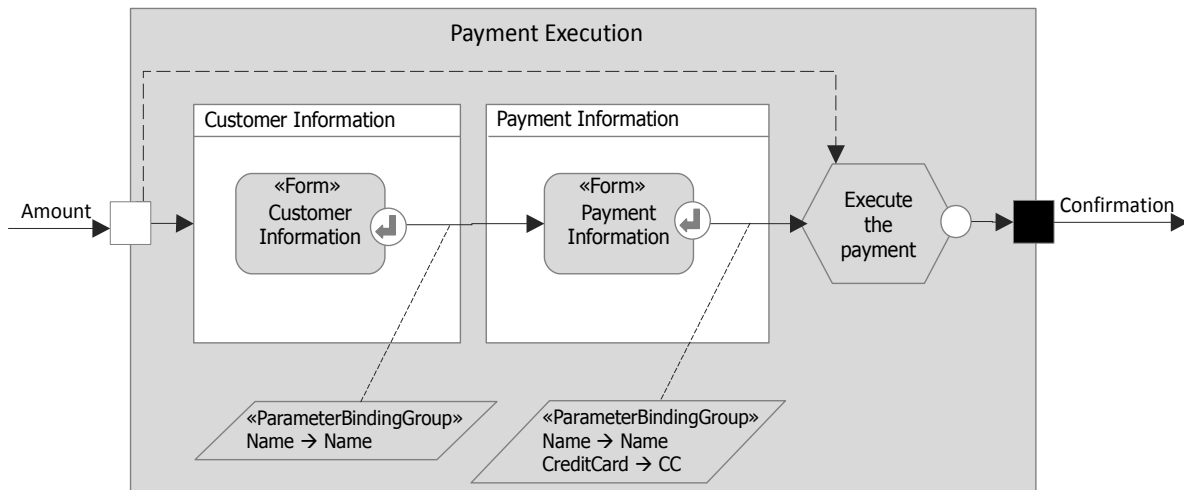 Payment Execution
Customer Information
Payment Information
«Form»
Customer
Information
«Form»
Payment
Information
Execute
the
payment
Amount
Confirmation
«ParameterBindingGroup»
Name → Name
«ParameterBindingGroup»
Name → Name
CreditCard → CC